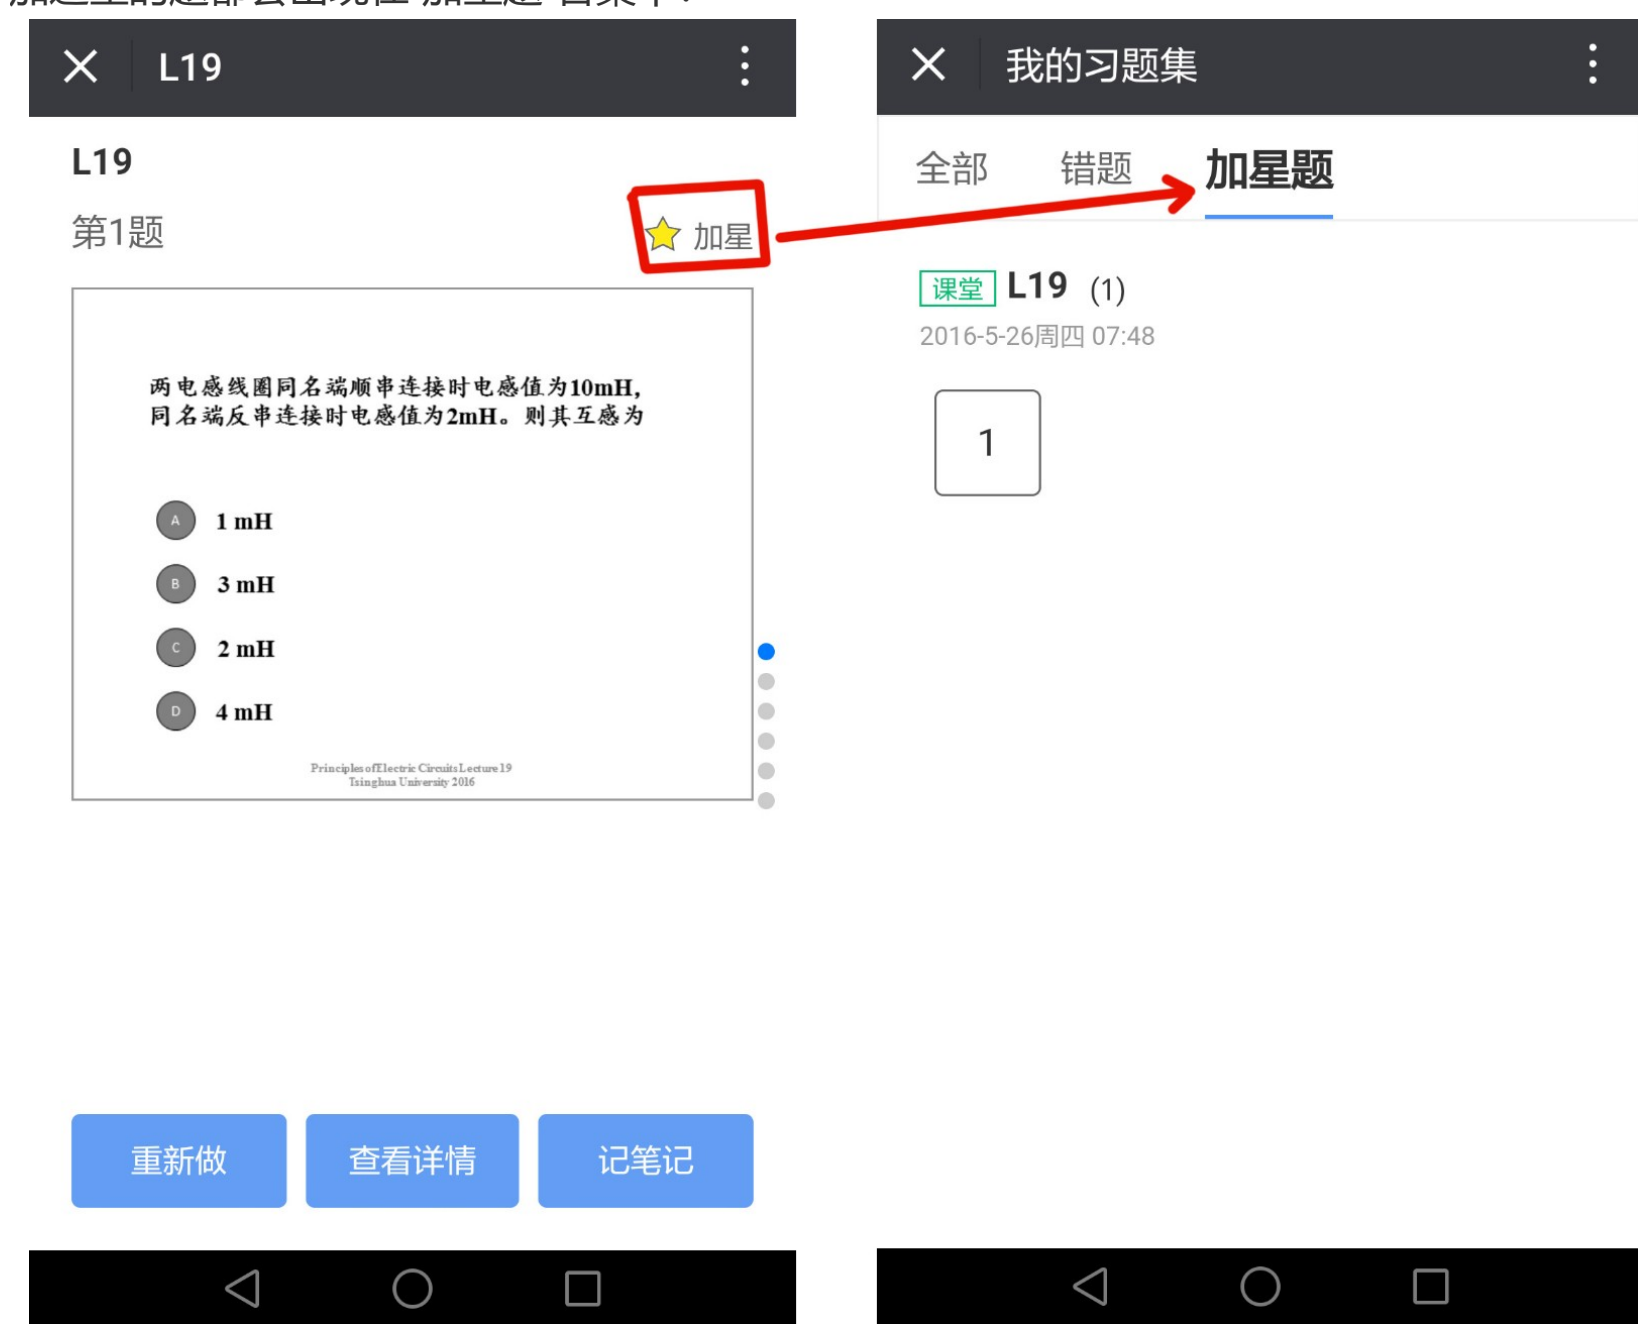 L19
L19
第1题
加星
两电感线圈同名端顺串连接时电感值为10mH,
同名端反串连接时电感值为2mH。则其互感为
A 1 mH
B 3 mH
C 2 mH
D 4 mH
Principles of Electric Circuits Lecture 19
Tsinghua University 2016
重新做 查看详情 记笔记
我的习题集
全部 错题 加星题
课堂 L19 (1)
2016-5-26周四 07:48
1